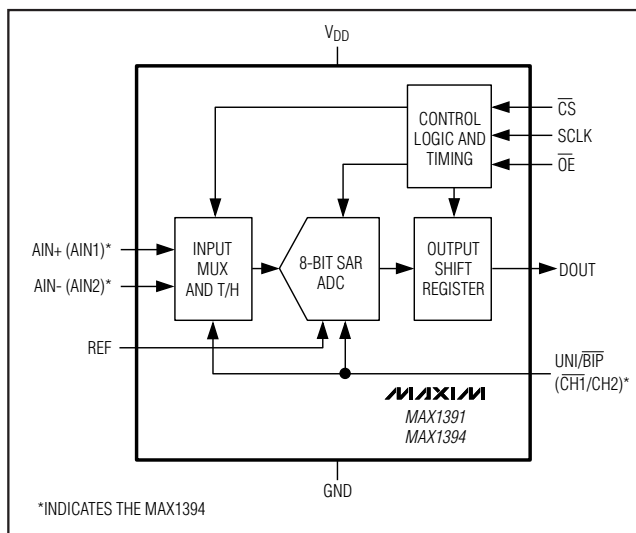 VDD
CONTROL
LOGIC AND
TIMING
CS
SCLK
OE
AIN+ (AIN1)*
AIN- (AIN2)*
INPUT
MUX
AND T/H
8-BIT SAR
ADC
OUTPUT
SHIFT
REGISTER
DOUT
REF
UNI/BIP
(CH1/CH2)*
MAXIM
MAX1391
MAX1394
GND
*INDICATES THE MAX1394